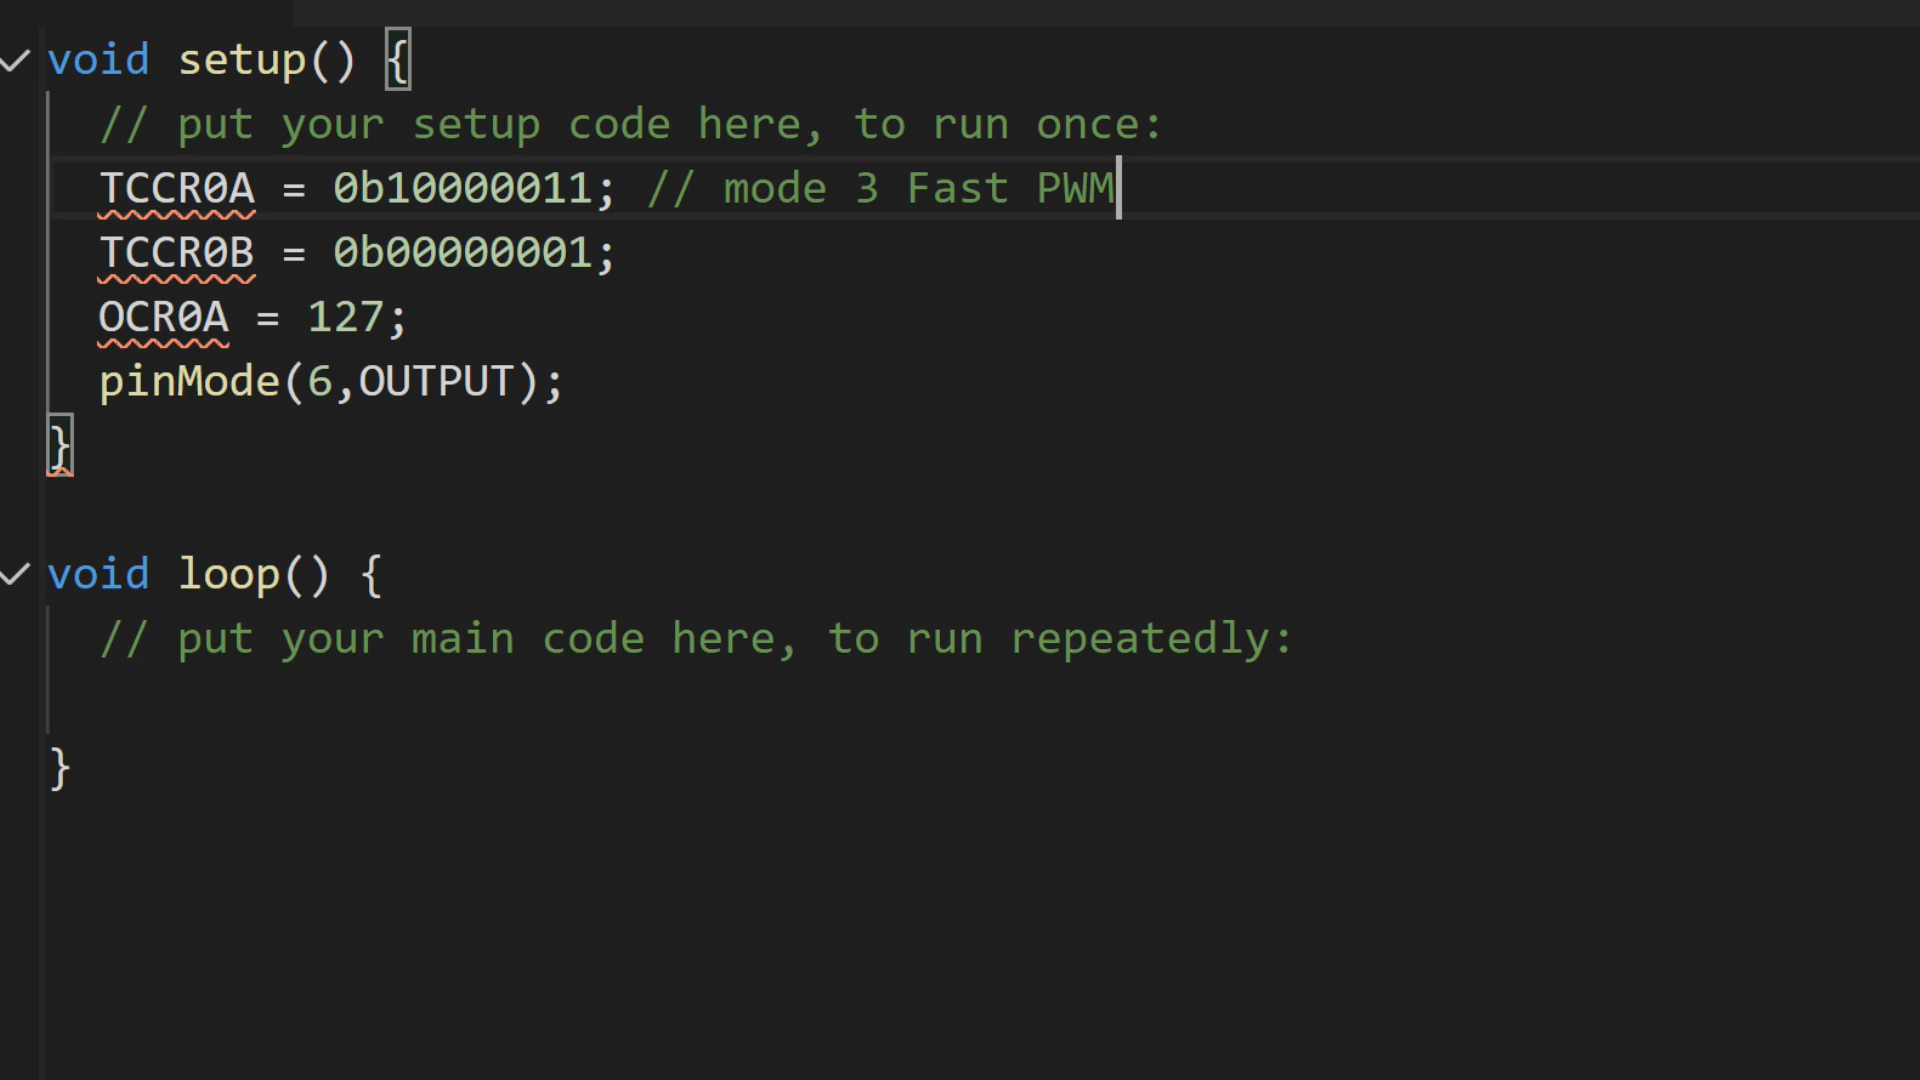 void setup() {
// put your setup code here, to run once:
TCCR0A = 0b10000011; // mode 3 Fast PWM
TCCR0B = 0b00000001;
OCR0A = 127;
pinMode(6,OUTPUT);
}
void loop() {
// put your main code here, to run repeatedly:
}